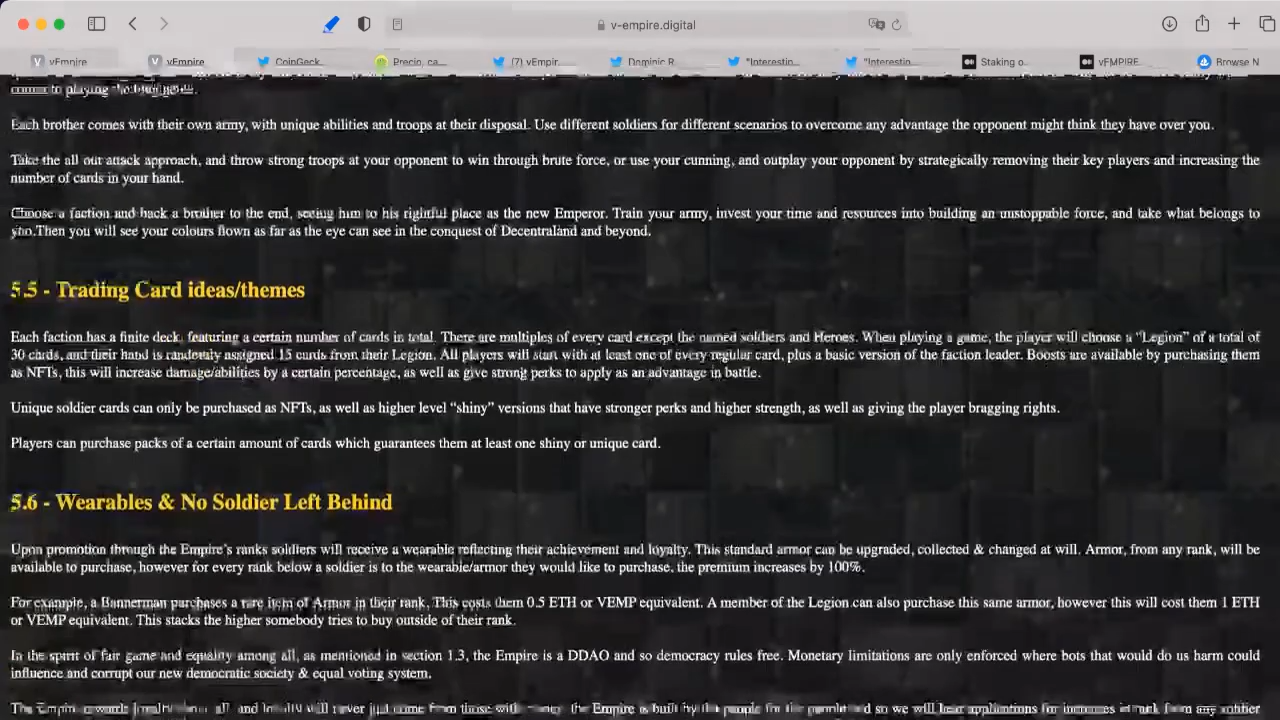 v-empire.digital
vEmpire
vEmpire
CoinGeck...
Precio, ca...
(7) vEmpir...
Dominic R...
"Interestin...
"Interestin...
Staking o...
vEMPIRE...
Browse N
Each brother comes with their own army, with unique abilities and troops at their disposal. Use different soldiers for different scenarios to overcome any advantage the opponent might think they have over you.
Take the all out attack approach, and throw strong troops at your opponent to win through brute force, or use your cunning, and outplay your opponent by strategically removing their key players and increasing the
number of cards in your hand.
Choose a faction and back a brother to the end, seeing him to his rightful place as the new Emperor. Train your army, invest your time and resources into building an unstoppable force, and take what belongs to
you.Then you will see your colours flown as far as the eye can see in the conquest of Decentraland and beyond.
5.5 - Trading Card ideas/themes
Each faction has a finite deck, featuring a certain number of cards in total. There are multiples of every card except the named soldiers and Heroes. When playing a game, the player will choose a “Legion” of a total of
30 cards, and their hand is randomly assigned 15 cards from their Legion. All players will start with at least one of every regular card, plus a basic version of the faction leader. Boosts are available by purchasing them
as NFTs, this will increase damage/abilities by a certain percentage, as well as give strong perks to apply as an advantage in battle.
Unique soldier cards can only be purchased as NFTs, as well as higher level “shiny” versions that have stronger perks and higher strength, as well as giving the player bragging rights.
Players can purchase packs of a certain amount of cards which guarantees them at least one shiny or unique card.
5.6 - Wearables & No Soldier Left Behind
Upon promotion through the Empire's ranks soldiers will receive a wearable reflecting their achievement and loyalty. This standard armor can be upgraded, collected & changed at will. Armor, from any rank, will be
available to purchase, however for every rank below a soldier is to the wearable/armor they would like to purchase, the premium increases by 100%.
For example, a Bannerman purchases a rare item of Armor in their rank. This costs them 0.5 ETH or VEMP equivalent. A member of the Legion can also purchase this same armor, however this will cost them 1 ETH
or VEMP equivalent. This stacks the higher somebody tries to buy outside of their rank.
In the spirit of fair game and equality among all, as mentioned in section 1.3, the Empire is a DDAO and so democracy rules free. Monetary limitations are only enforced where bots that would do us harm could
influence and corrupt our new democratic society & equal voting system.